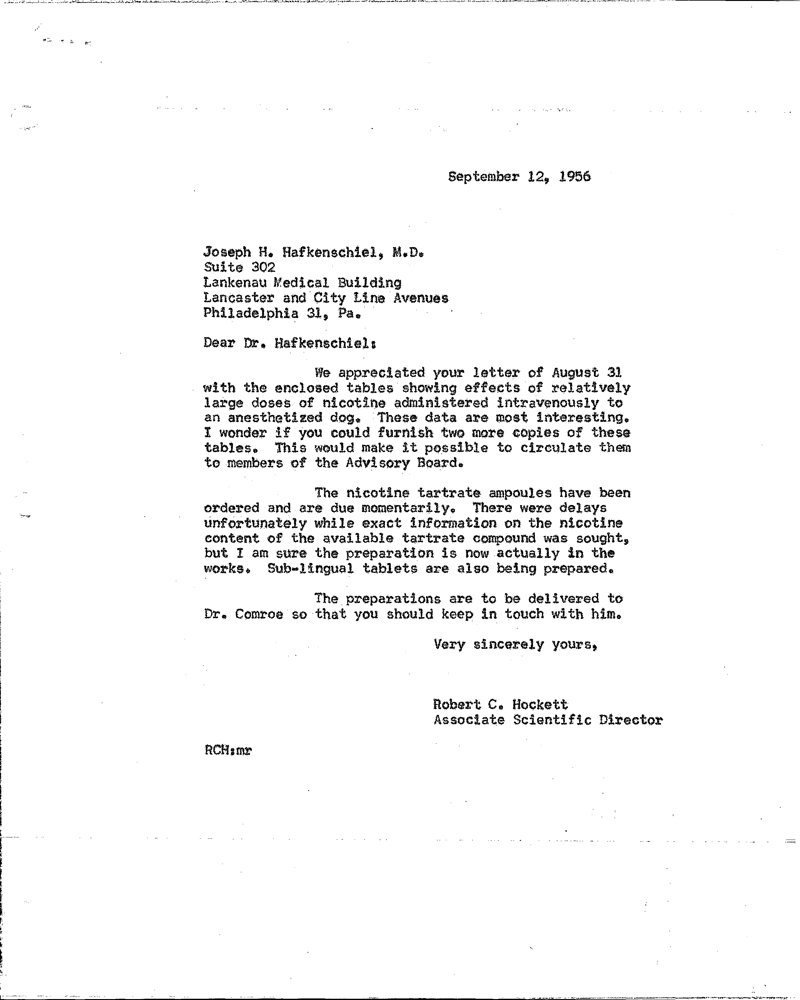 September 12, 1956
Joseph H. Hafkenschiel, M.D.
Suite 302
Lankenau Medical Building
Lancaster and City Line Avenues
Philadelphia 31, Pa.
Dear Dr. Hafkenschiel:
We appreciated your letter of August 31
with the enclosed tables showing effects of relatively
large doses of nicotine administered intravenously to
an anesthetized dog. These data are most interesting.
I wonder if you could furnish two more copies of these
tables. This would make it possible to circulate them
to members of the Advisory Board.
The nicotine tartrate ampoules have been
ordered and are due momentarily. There were delays
unfortunately while exact information on the nicotine
content of the available tartrate compound was sought,
but I am sure the preparation is now actually in the
works. Sub-lingual tablets are also being prepared.
The preparations are to be delivered to
Dr. Comroe so that you should keep in touch with him.
Very sincerely yours,
Robert C. Hockett
Associate Scientific Director
RCH:mr